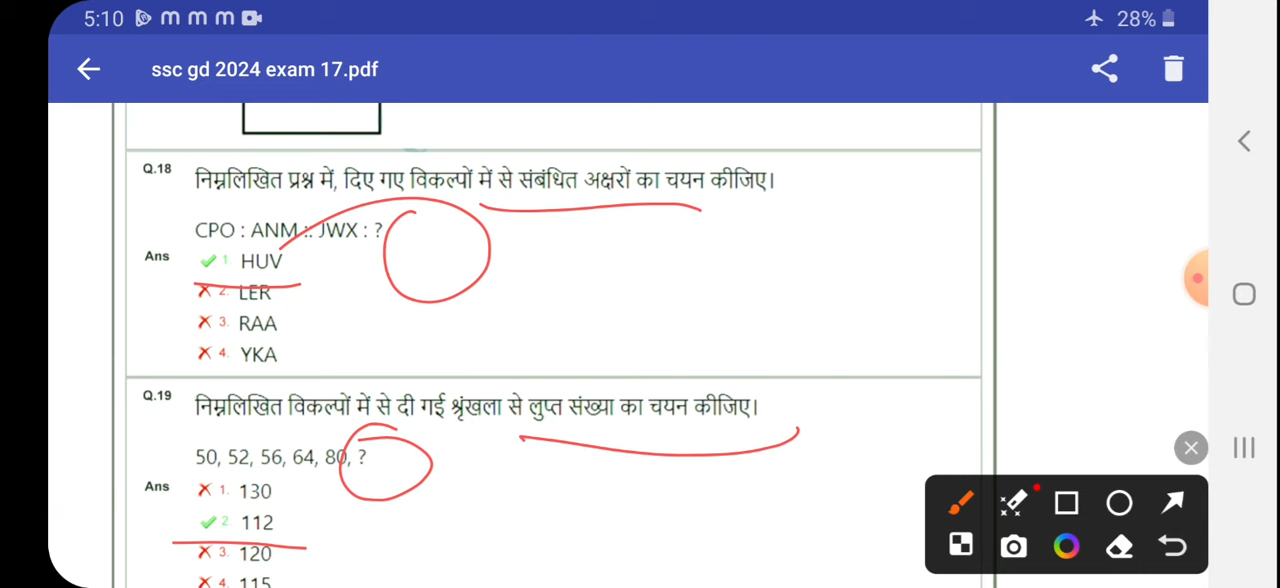 5:10
28%
ssc gd 2024 exam 17.pdf
Q.18
निम्नलिखित प्रश्न में, दिए गए विकल्पों में से संबंधित अक्षरों का चयन कीजिए।
CPO : ANM :: JWX : ?
Ans
1. HUV
2. LER
3. RAA
4. YKA
Q.19
निम्नलिखित विकल्पों में से दी गई श्रृंखला से लुप्त संख्या का चयन कीजिए।
50, 52, 56, 64, 80, ?
Ans
1. 130
2. 112
3. 120
4. 115